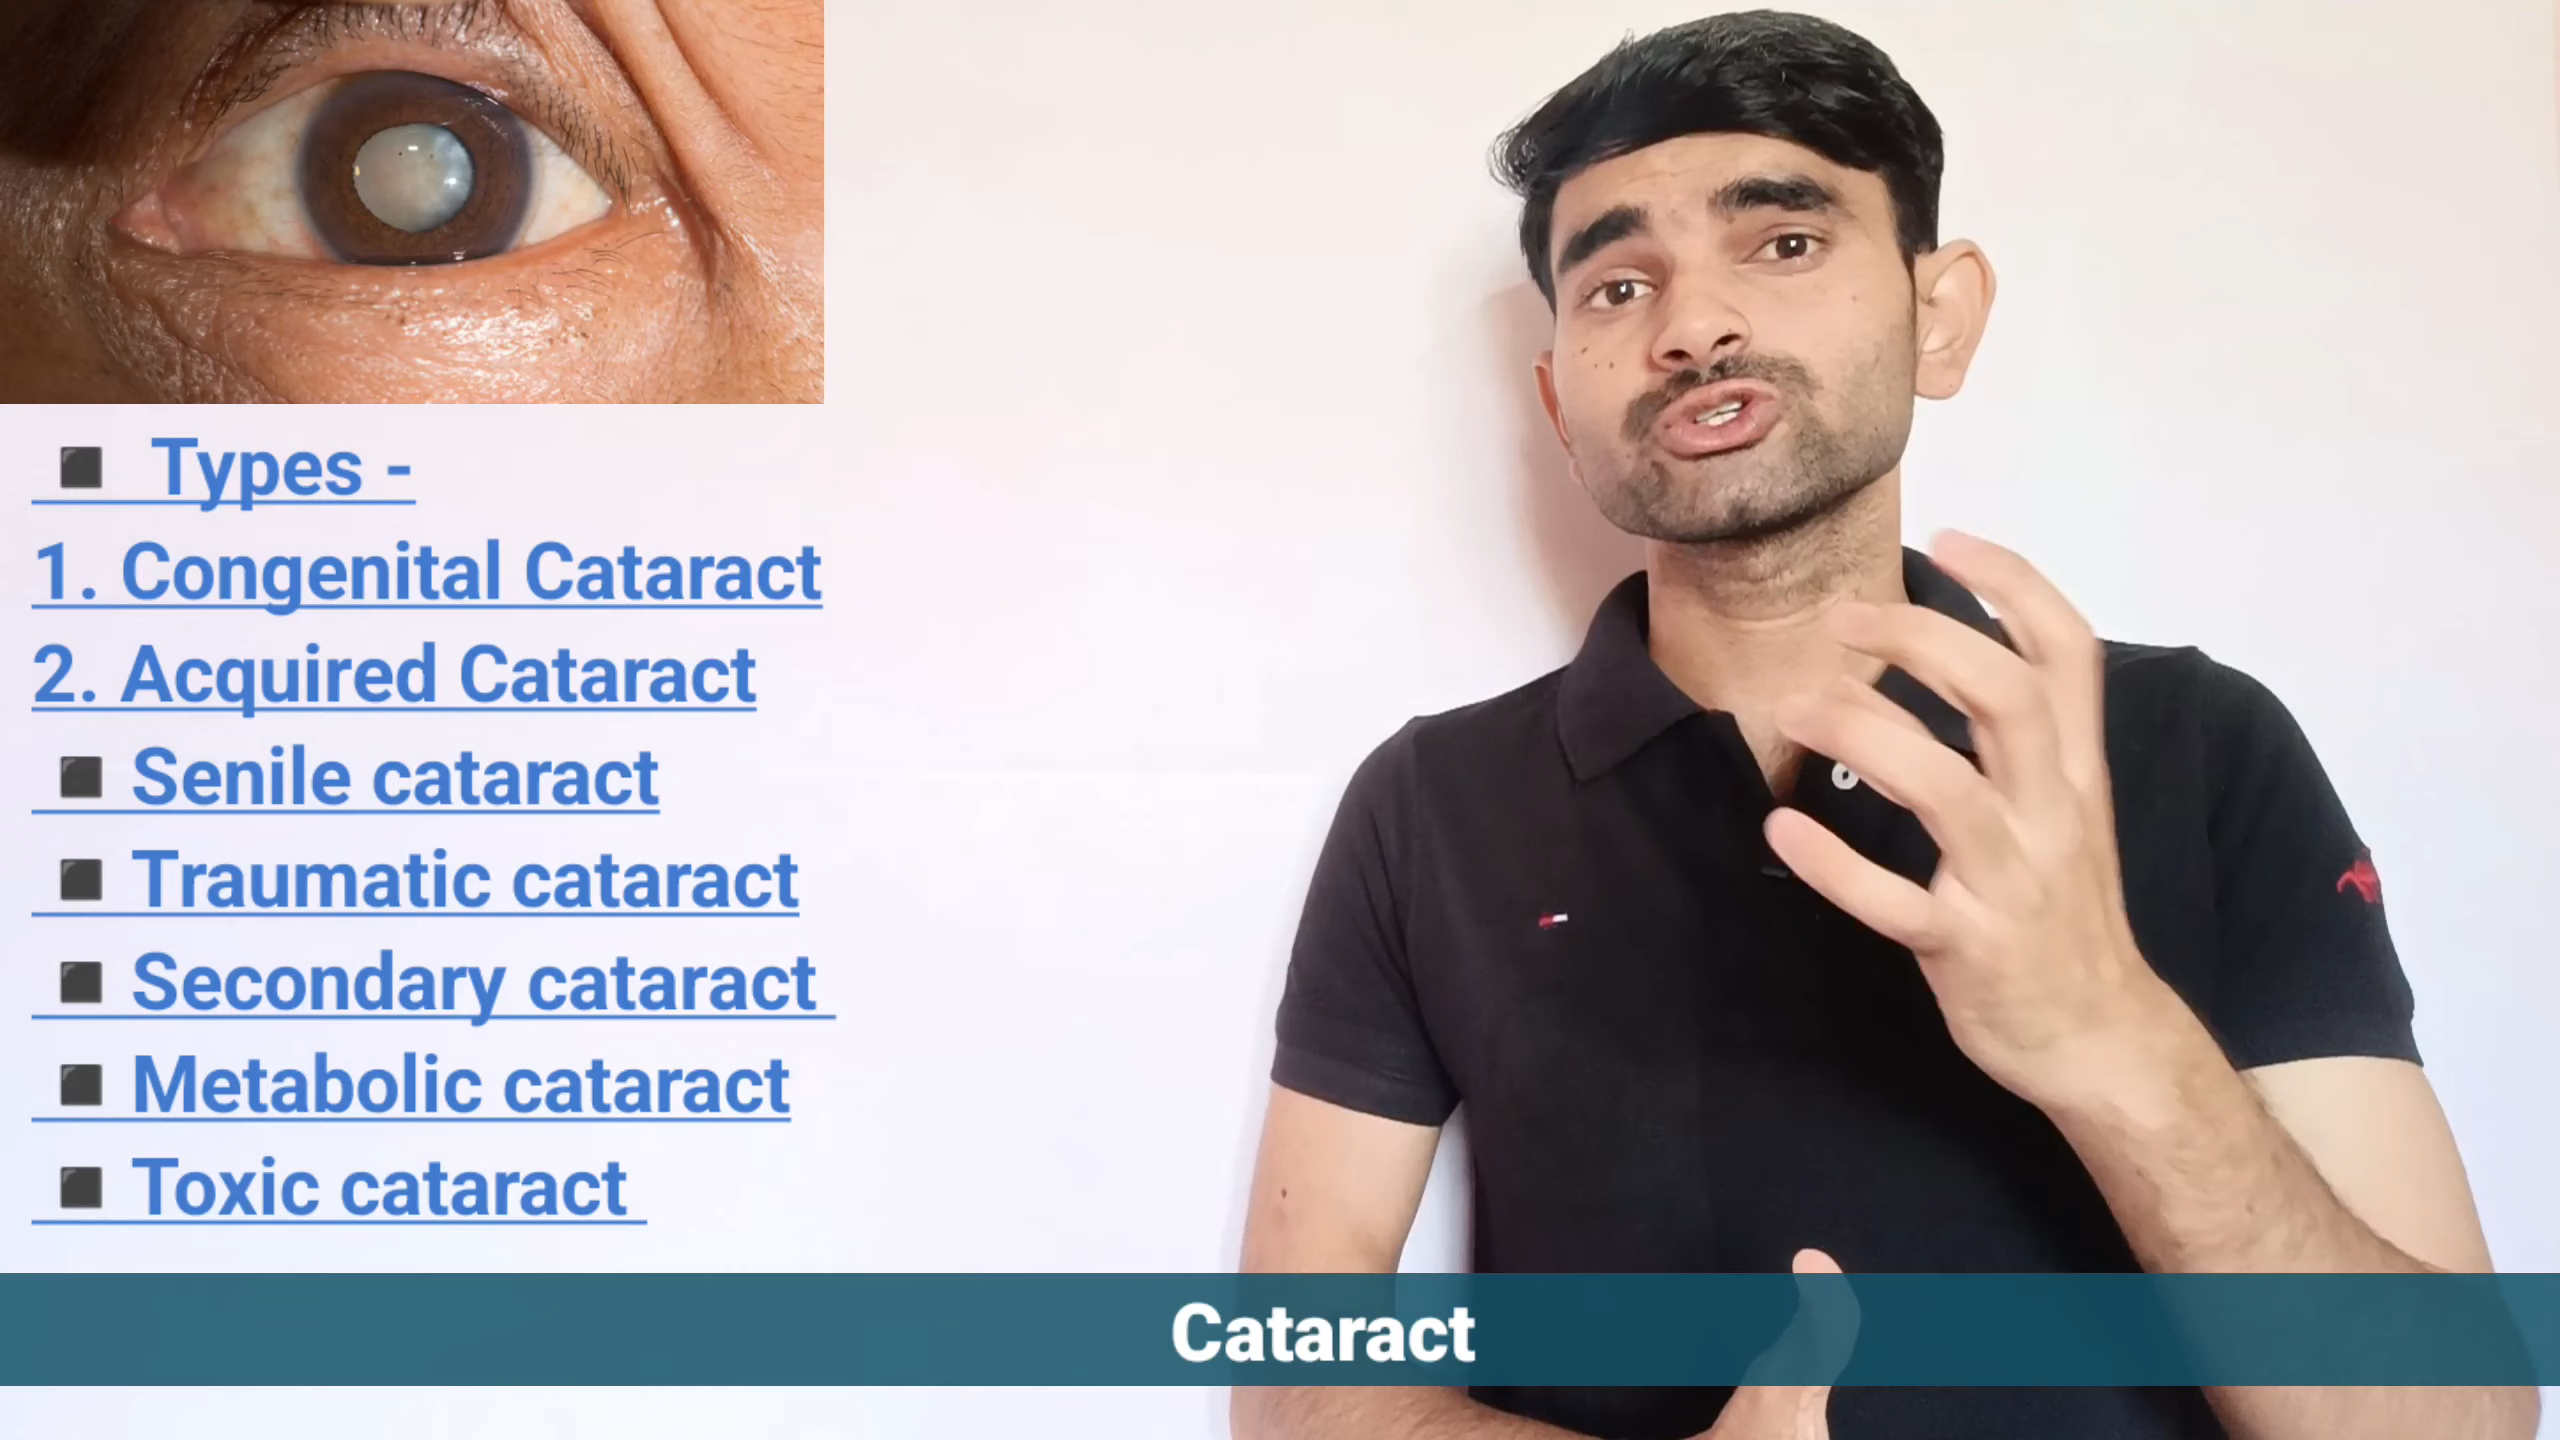 ▪ Types -
1. Congenital Cataract
2. Acquired Cataract
▪ Senile cataract
▪ Traumatic cataract
▪ Secondary cataract
▪ Metabolic cataract
▪ Toxic cataract
Cataract